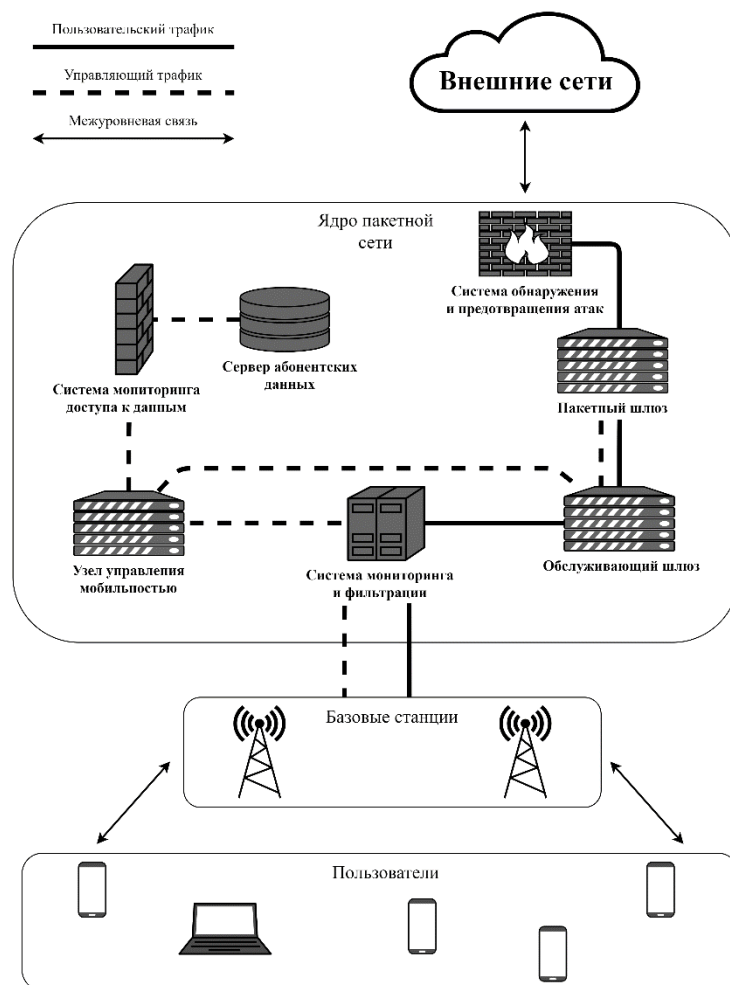 Пользовательский трафик
Управляющий трафик
Межуровневая связь
Внешние сети
Ядро пакетной
сети
Система обнаружения
и предотвращения атак
Сервер абонентских
данных
Система мониторинга
доступа к данным
Пакетный шлюз
Узел управления
мобильностью
Система мониторинга
и фильтрации
Обслуживающий шлюз
Базовые станции
Пользователи